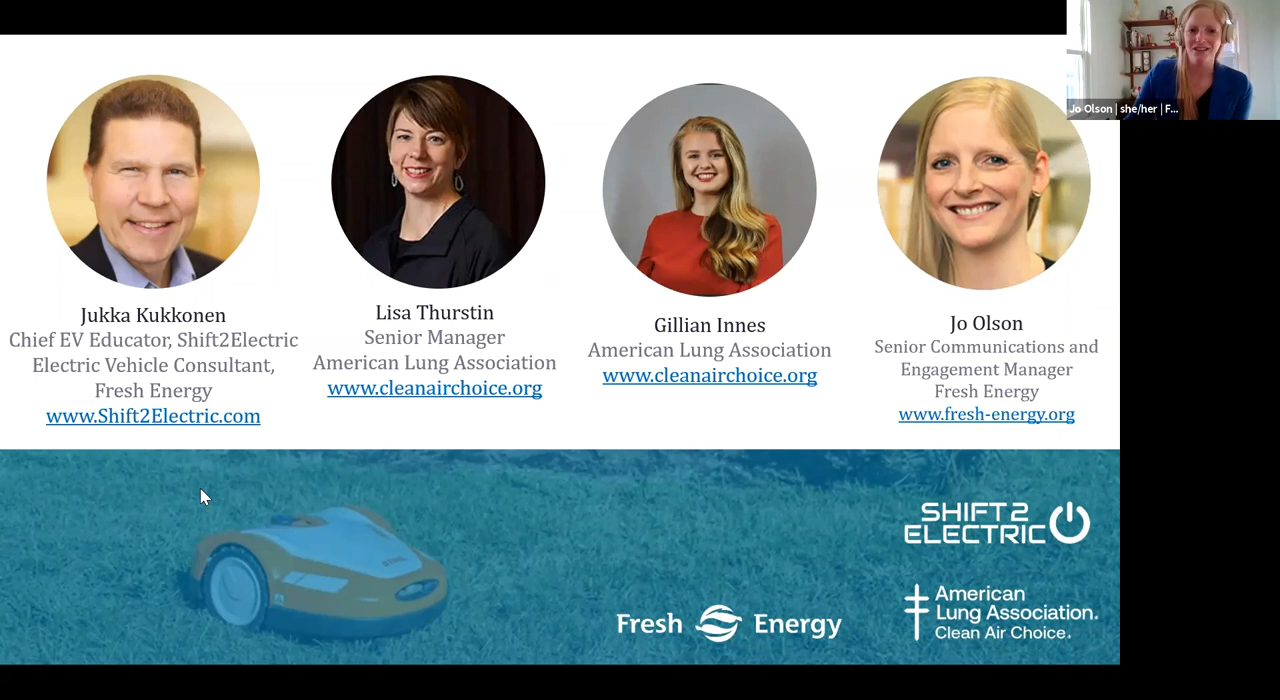 Jo Olson | she/her | F...
Jukka Kukkonen
Chief EV Educator, Shift2Electric
Electric Vehicle Consultant,
Fresh Energy
www.Shift2Electric.com
Lisa Thurstin
Senior Manager
American Lung Association
www.cleanairchoice.org
Gillian Innes
American Lung Association
www.cleanairchoice.org
Jo Olson
Senior Communications and
Engagement Manager
Fresh Energy
www.fresh-energy.org
SHIFT2
ELECTRIC
Fresh Energy
American
Lung Association.
Clean Air Choice.